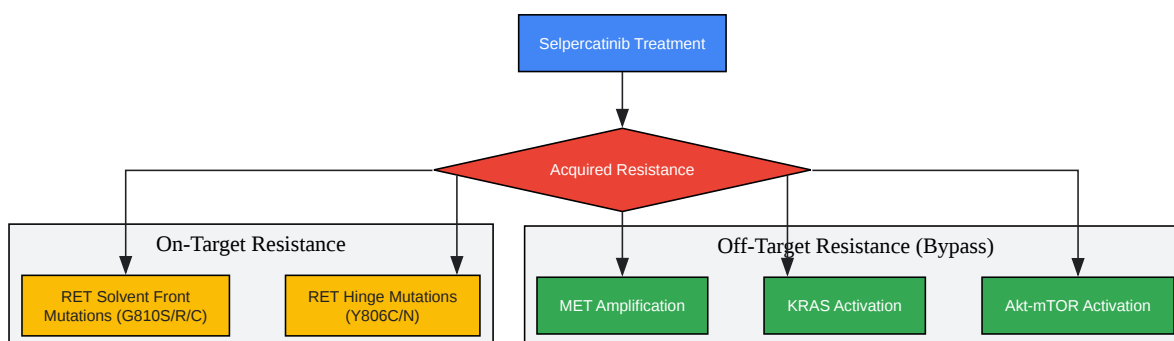 Selpercatinib Treatment
Acquired Resistance
On-Target Resistance
Off-Target Resistance (Bypass)
RET Solvent Front
Mutations (G810S/R/C)
RET Hinge Mutations
(Y806C/N)
MET Amplification
KRAS Activation
Akt-mTOR Activation